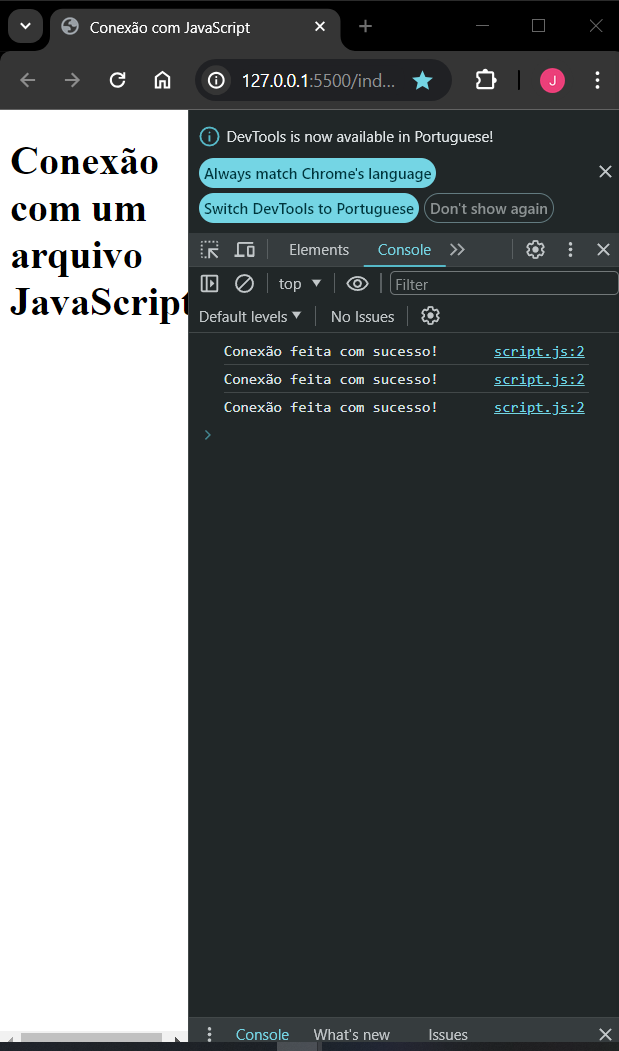 Conexão com JavaScript
127.0.0.1:5500/ind...
J
Conexão
com um
arquivo
JavaScript
DevTools is now available in Portuguese!
Always match Chrome's language
Switch DevTools to Portuguese
Don't show again
Elements
Console
top
Filter
Default levels
No Issues
Conexão feita com sucesso! script.js:2
Conexão feita com sucesso! script.js:2
Conexão feita com sucesso! script.js:2
Console
What's new
Issues